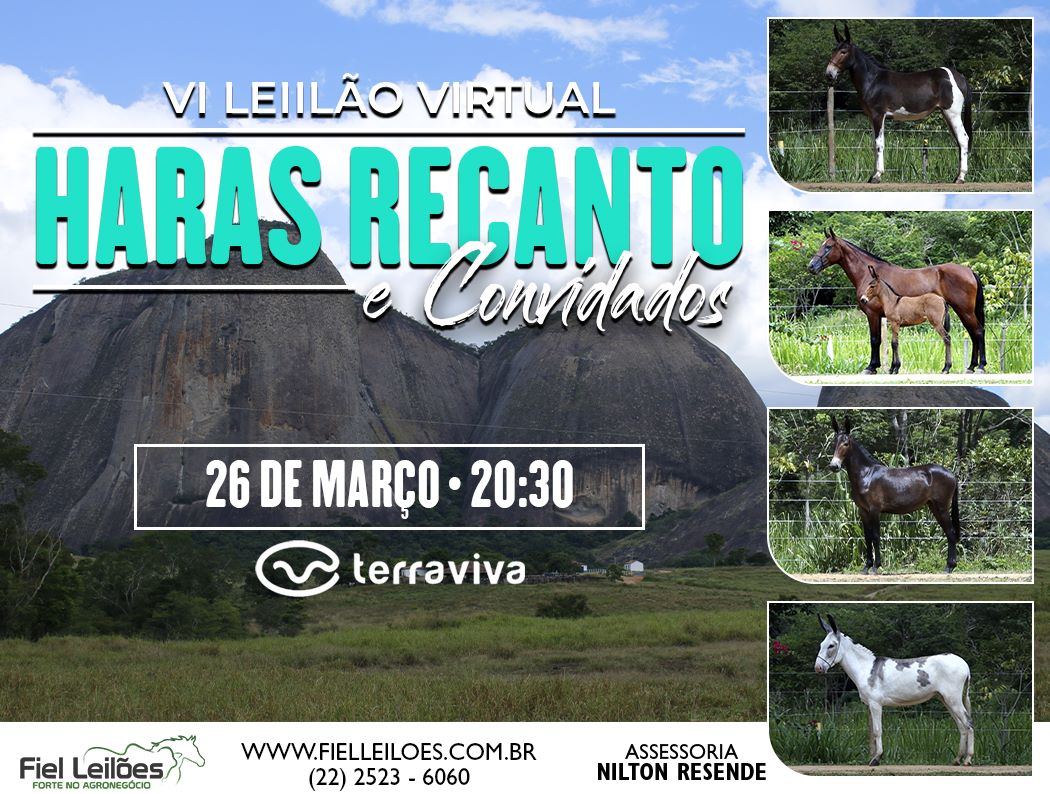 VI LEIILÃO VIRTUAL
HARAS RECANTO
e Convidados
26 DE MARÇO • 20:30
terraviva
Fiel Leilões
FORTE NO AGRONEGÓCIO
WWW.FIELLEILOES.COM.BR
(22) 2523 - 6060
ASSESSORIA
NILTON RESENDE